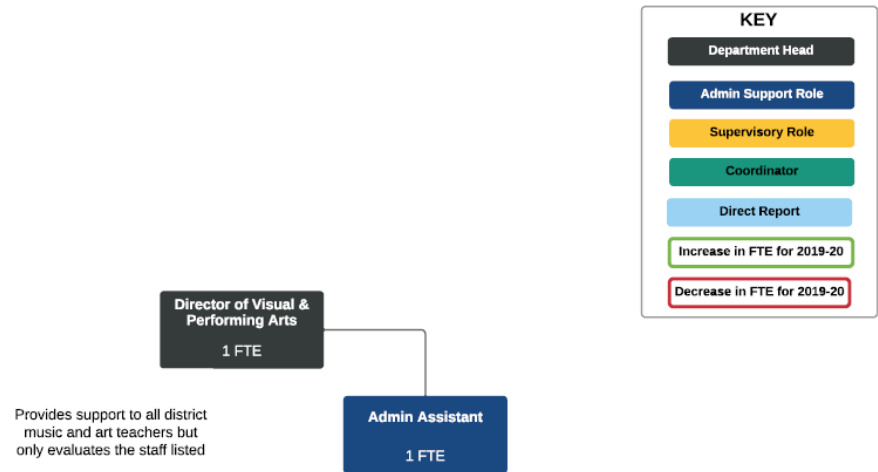 KEY
Department Head
Admin Support Role
Supervisory Role
Coordinator
Direct Report
Increase in FTE for 2019-20
Decrease in FTE for 2019-20
Director of Visual &
Performing Arts
1 FTE
Provides support to all district
music and art teachers but
only evaluates the staff listed
Admin Assistant
1 FTE